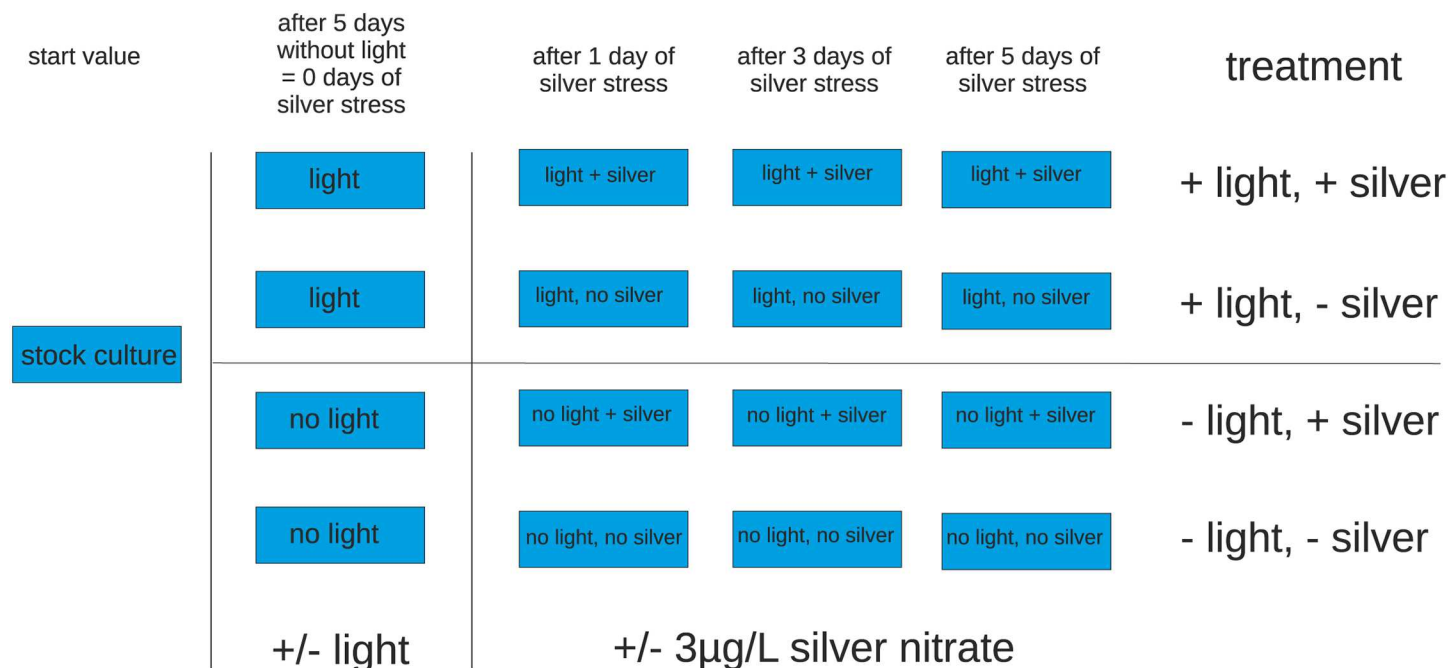 start value
after 5 days
without light
= 0 days of
silver stress
after 1 day of
silver stress
after 3 days of
silver stress
after 5 days of
silver stress
treatment
light
light + silver
light + silver
light + silver
+ light, + silver
light
light, no silver
light, no silver
light, no silver
+ light, - silver
stock culture
no light
no light + silver
no light + silver
no light + silver
- light, + silver
no light
no light, no silver
no light, no silver
no light, no silver
- light, - silver
+/- light
+/- 3µg/L silver nitrate